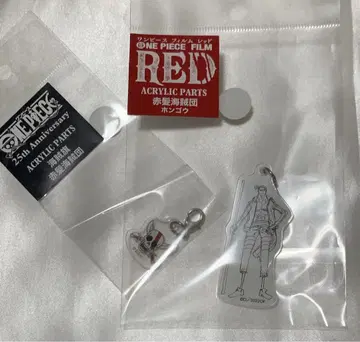 ワンピース フィルム レッド
ONE PIECE FILM
RED
ACRYLIC PARTS
赤髪海賊団
ホンゴウ
ONE PIECE
25th Anniversary
ACRYLIC PARTS
海賊旗
赤髪海賊団